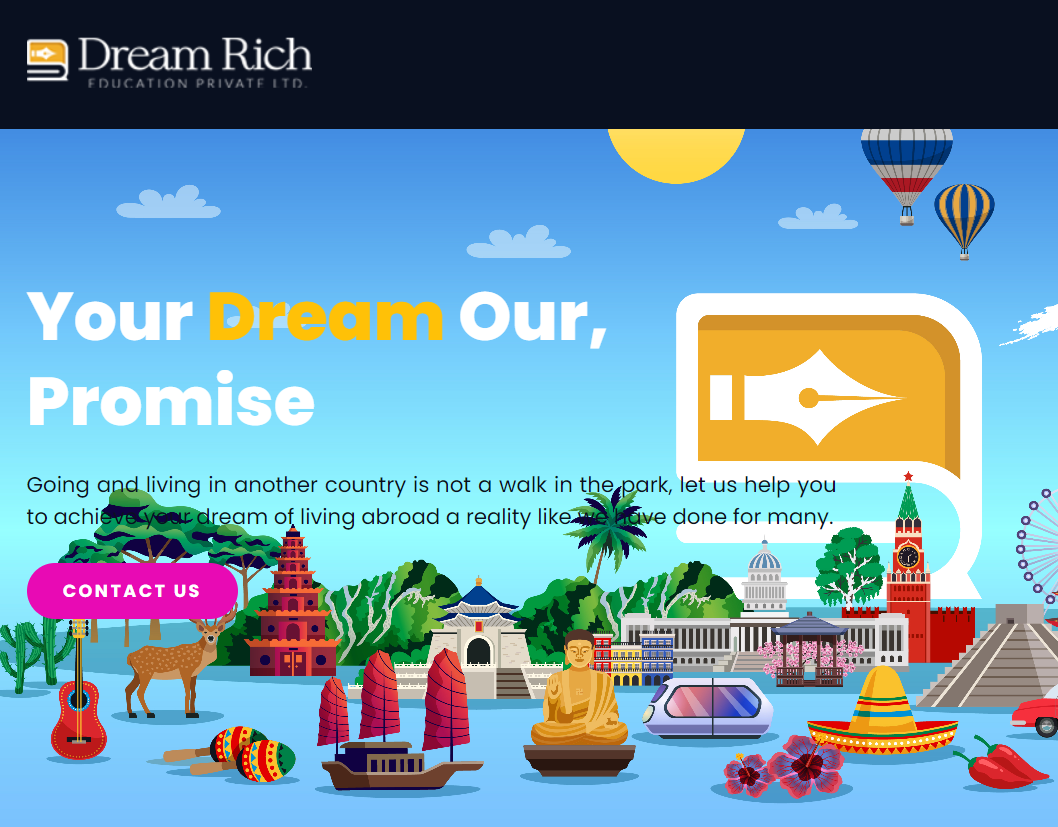 Dream Rich
EDUCATION PRIVATE LTD.
Your Dream Our,
Promise
Going and living in another country is not a walk in the park, let us help you
to achieve your dream of living abroad a reality like we have done for many.
CONTACT US